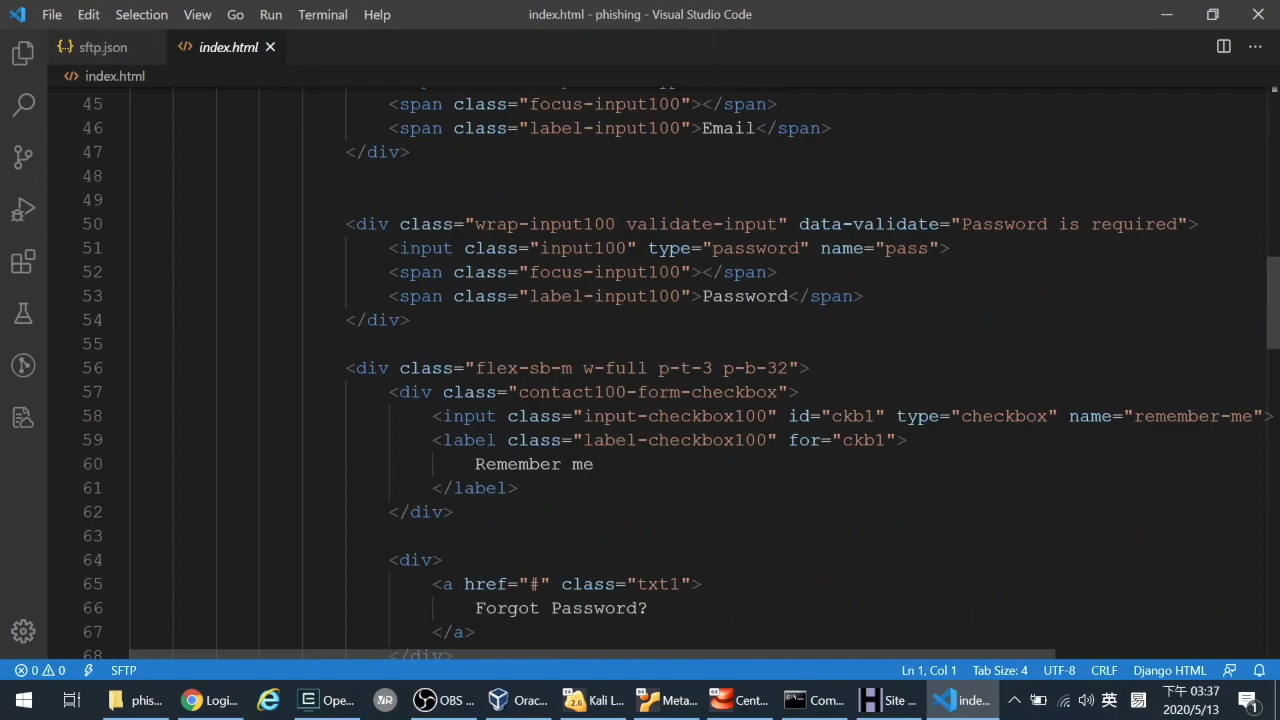 File Edit Selection View Go Run Terminal Help index.html - phishing - Visual Studio Code
sftp.json index.html
index.html
45 <span class="focus-input100"></span>
46 <span class="label-input100">Email</span>
47 </div>
48
49
50 <div class="wrap-input100 validate-input" data-validate="Password is required">
51 <input class="input100" type="password" name="pass">
52 <span class="focus-input100"></span>
53 <span class="label-input100">Password</span>
54 </div>
55
56 <div class="flex-sb-m w-full p-t-3 p-b-32">
57 <div class="contact100-form-checkbox">
58 <input class="input-checkbox100" id="ckb1" type="checkbox" name="remember-me">
59 <label class="label-checkbox100" for="ckb1">
60 Remember me
61 </label>
62 </div>
63
64 <div>
65 <a href="#" class="txt1">
66 Forgot Password?
67 </a>
68 </div>
0 0 SFTP Ln 1, Col 1 Tab Size: 4 UTF-8 CRLF Django HTML
phis... Logi... Ope... VR OBS ... Orac... Kali L... Meta... Cent... Com... Site ... inde... 英 下午 03:37
2020/5/13 1